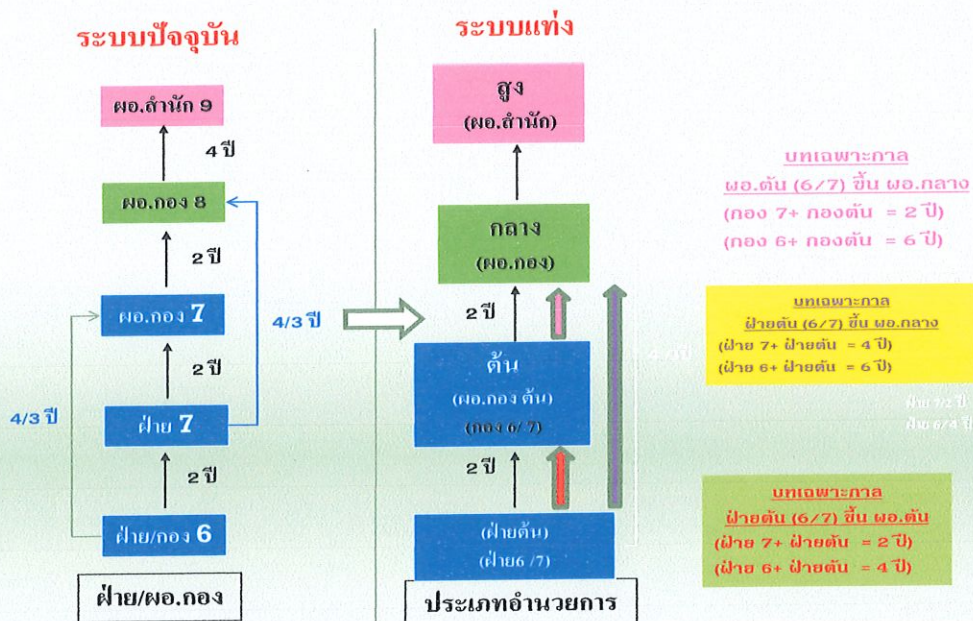 ระบบปัจจุบัน
ผอ.สำนัก 9
4 ปี
ผอ.กอง 8
2 ปี
ผอ.กอง 7
4/3 ปี
2 ปี
4/3 ปี
ฝ่าย 7
2 ปี
ฝ่าย/กอง 6
ฝ่าย/ผอ.กอง
ระบบแท่ง
สูง
(ผอ.สำนัก)
กลาง
(ผอ.กอง)
2 ปี
ต้น
(ผอ.กอง ต้น)
(กอง 6/ 7)
2 ปี
(ฝ่ายต้น)
(ฝ่าย6 /7)
ประเภทอำนวยการ
บทเฉพาะกาล
ผอ.ต้น (6/7) ขึ้น ผอ.กลาง
(กอง 7+ กองต้น = 2 ปี)
(กอง 6+ กองต้น = 6 ปี)
บทเฉพาะกาล
ฝ่ายต้น (6/7) ขึ้น ผอ.กลาง
(ฝ่าย 7+ ฝ่ายต้น = 4 ปี)
(ฝ่าย 6+ ฝ่ายต้น = 6 ปี)
ฝ่าย 7/2 ปี
ฝ่าย 6/4 ปี
บทเฉพาะกาล
ฝ่ายต้น (6/7) ขึ้น ผอ.ต้น
(ฝ่าย 7+ ฝ่ายต้น = 2 ปี)
(ฝ่าย 6+ ฝ่ายต้น = 4 ปี)